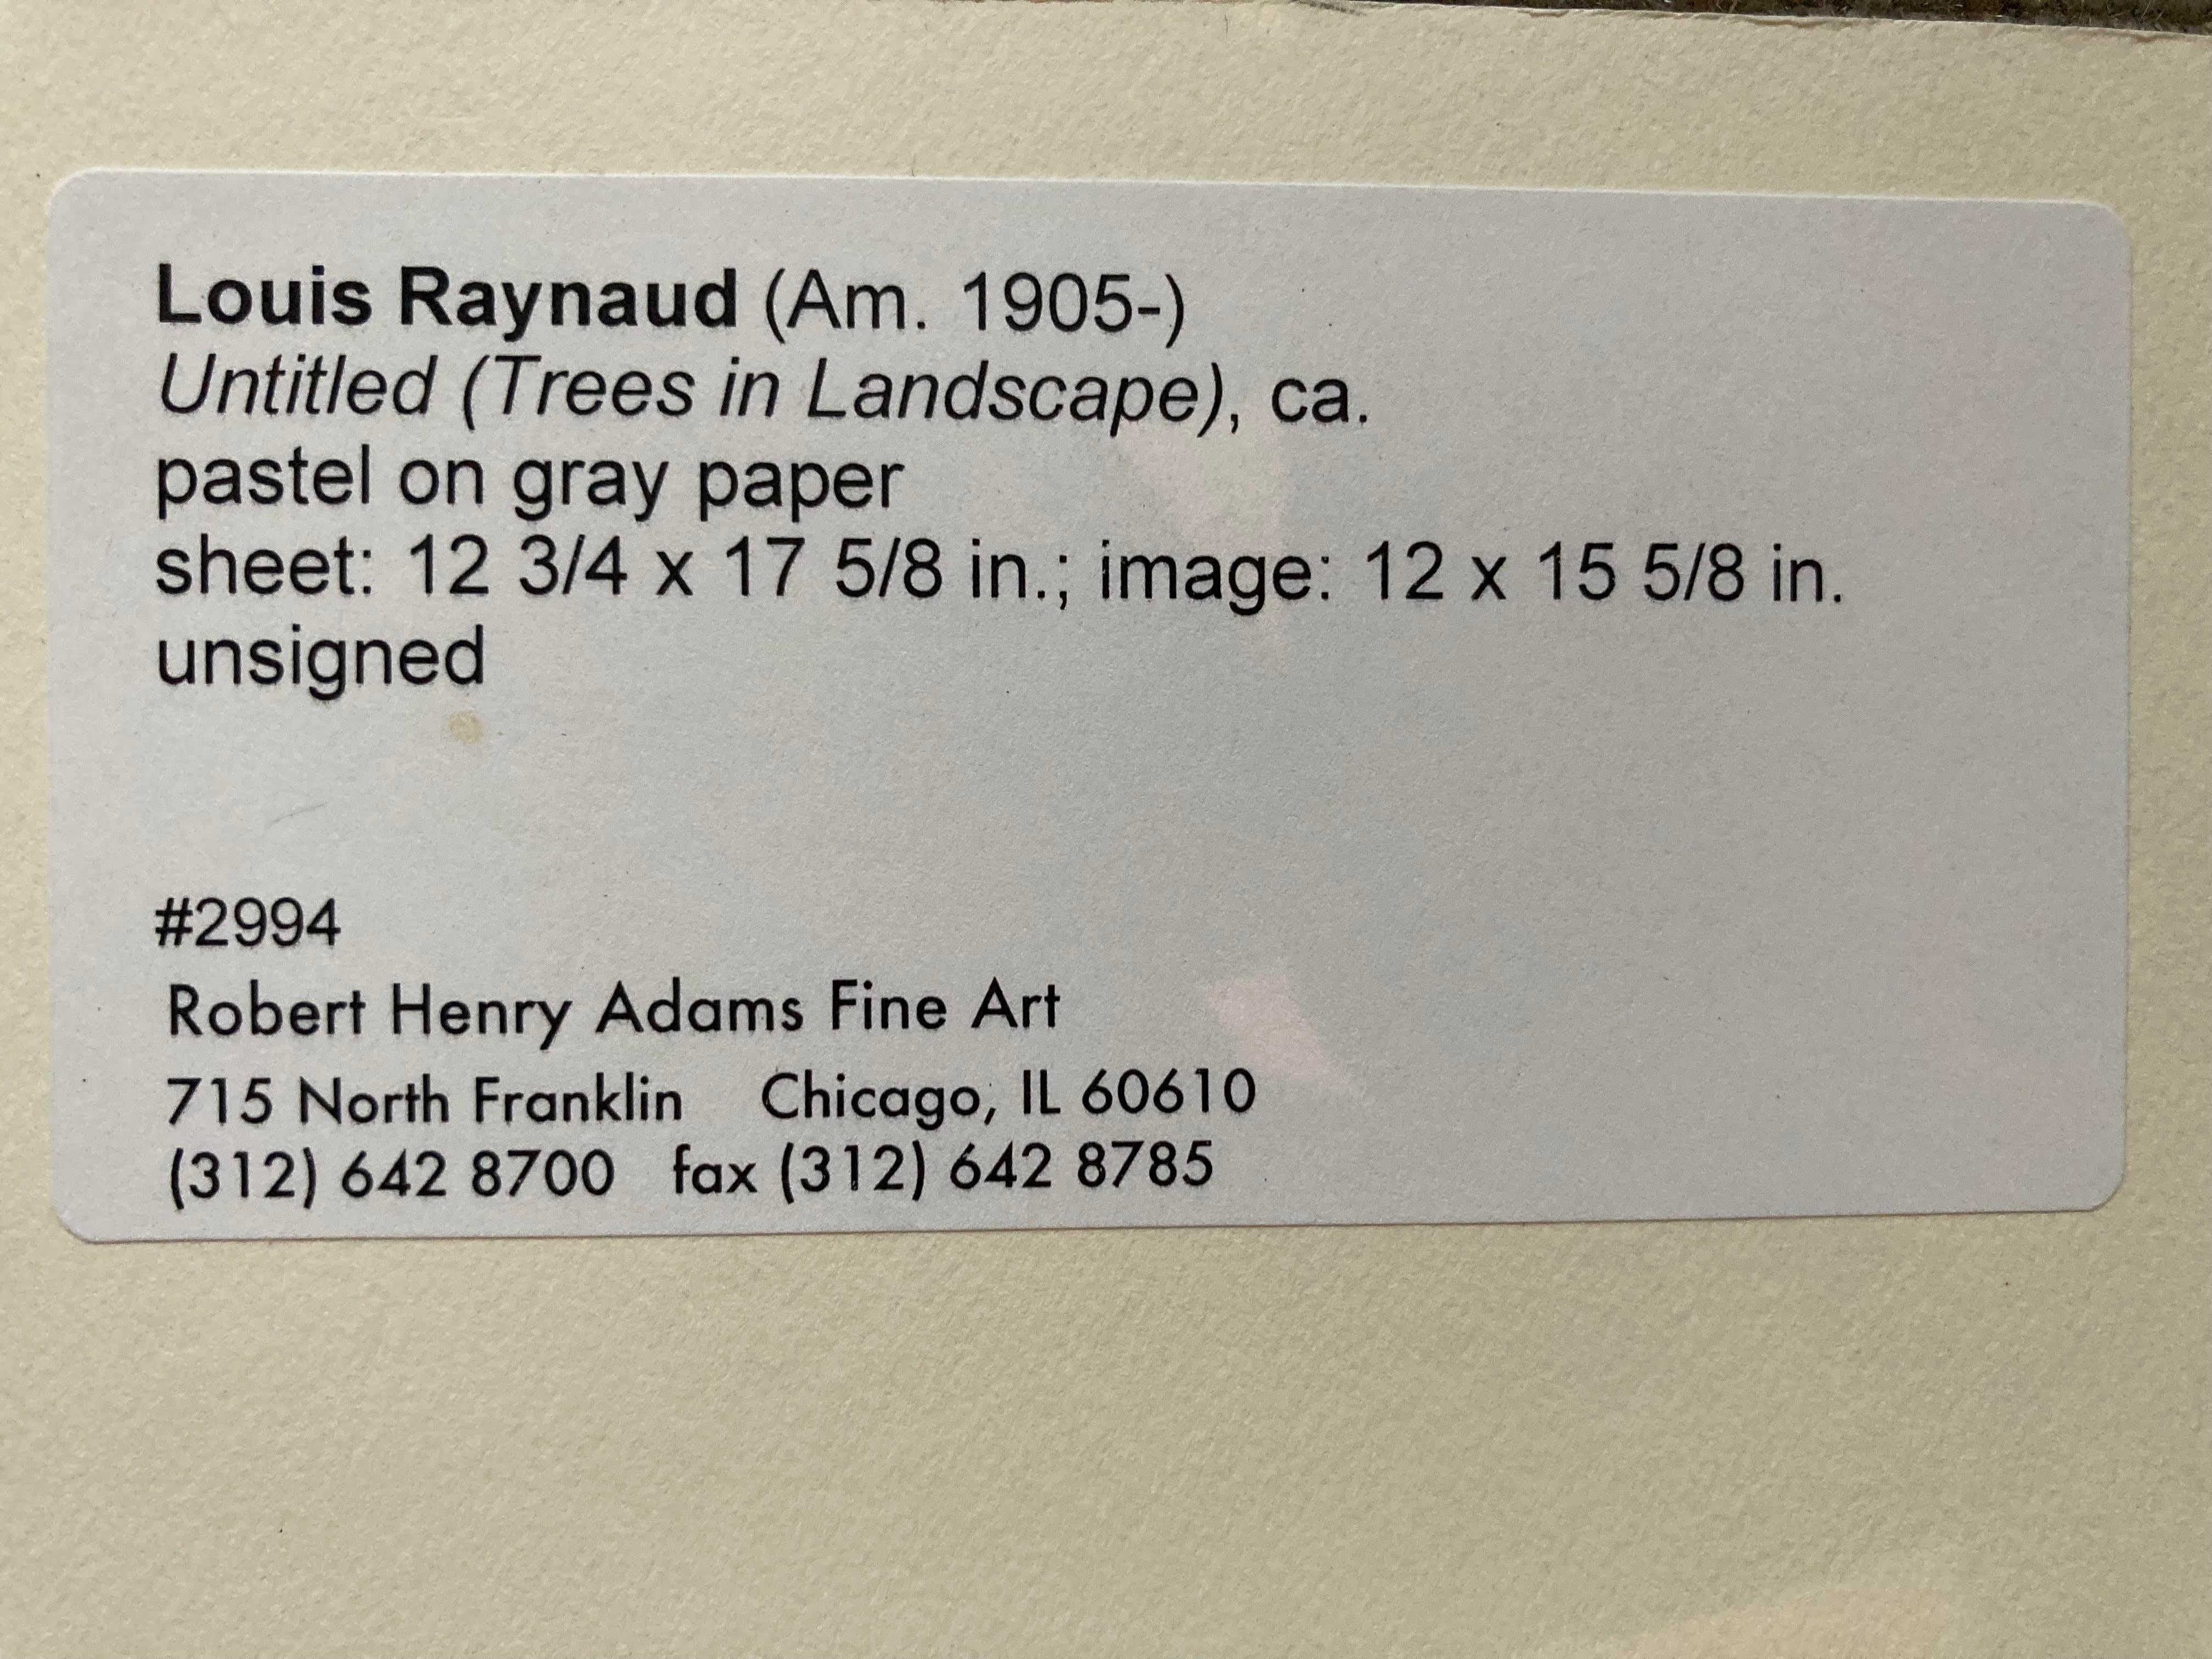 Louis Raynaud (Am. 1905-)
Untitled (Trees in Landscape), ca.
pastel on gray paper
sheet: 12 3/4 x 17 5/8 in.; image: 12 x 15 5/8 in.
unsigned
#2994
Robert Henry Adams Fine Art
715 North Franklin Chicago, IL 60610
(312) 642 8700 fax (312) 642 8785